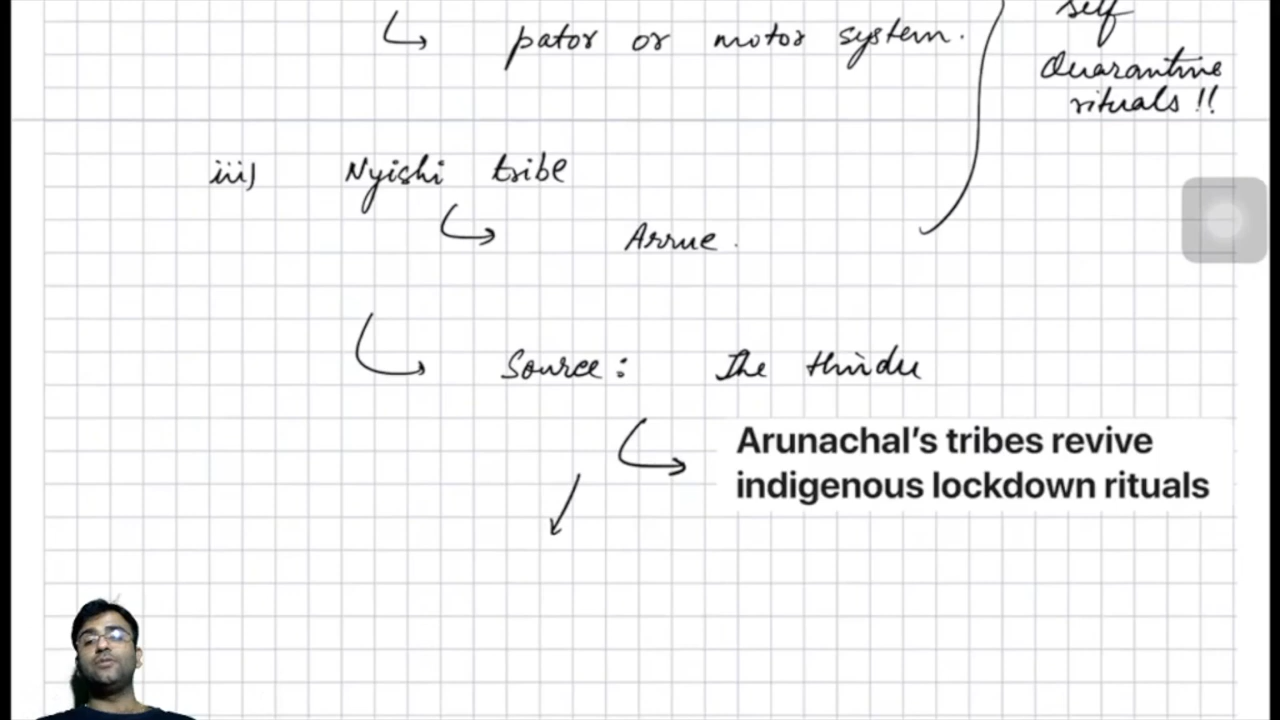 self
pator or motor system.
Quarantine
rituals !!
iii) Nyishi tribe
Arrue.
Source: The Hindu
Arunachal's tribes revive
indigenous lockdown rituals